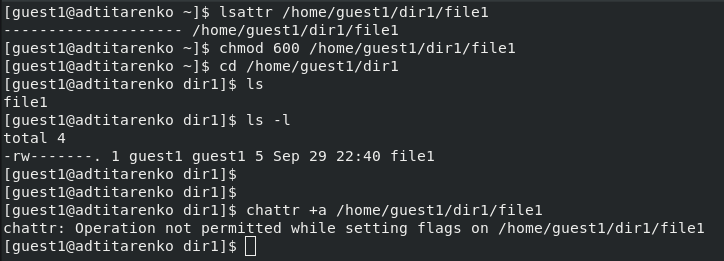 [guest1@adtitarenko ~]$ lsattr /home/guest1/dir1/file1
-------------------- /home/guest1/dir1/file1
[guest1@adtitarenko ~]$ chmod 600 /home/guest1/dir1/file1
[guest1@adtitarenko ~]$ cd /home/guest1/dir1
[guest1@adtitarenko dir1]$ ls
file1
[guest1@adtitarenko dir1]$ ls -l
total 4
-rw-------. 1 guest1 guest1 5 Sep 29 22:40 file1
[guest1@adtitarenko dir1]$
[guest1@adtitarenko dir1]$
[guest1@adtitarenko dir1]$ chattr +a /home/guest1/dir1/file1
chattr: Operation not permitted while setting flags on /home/guest1/dir1/file1
[guest1@adtitarenko dir1]$